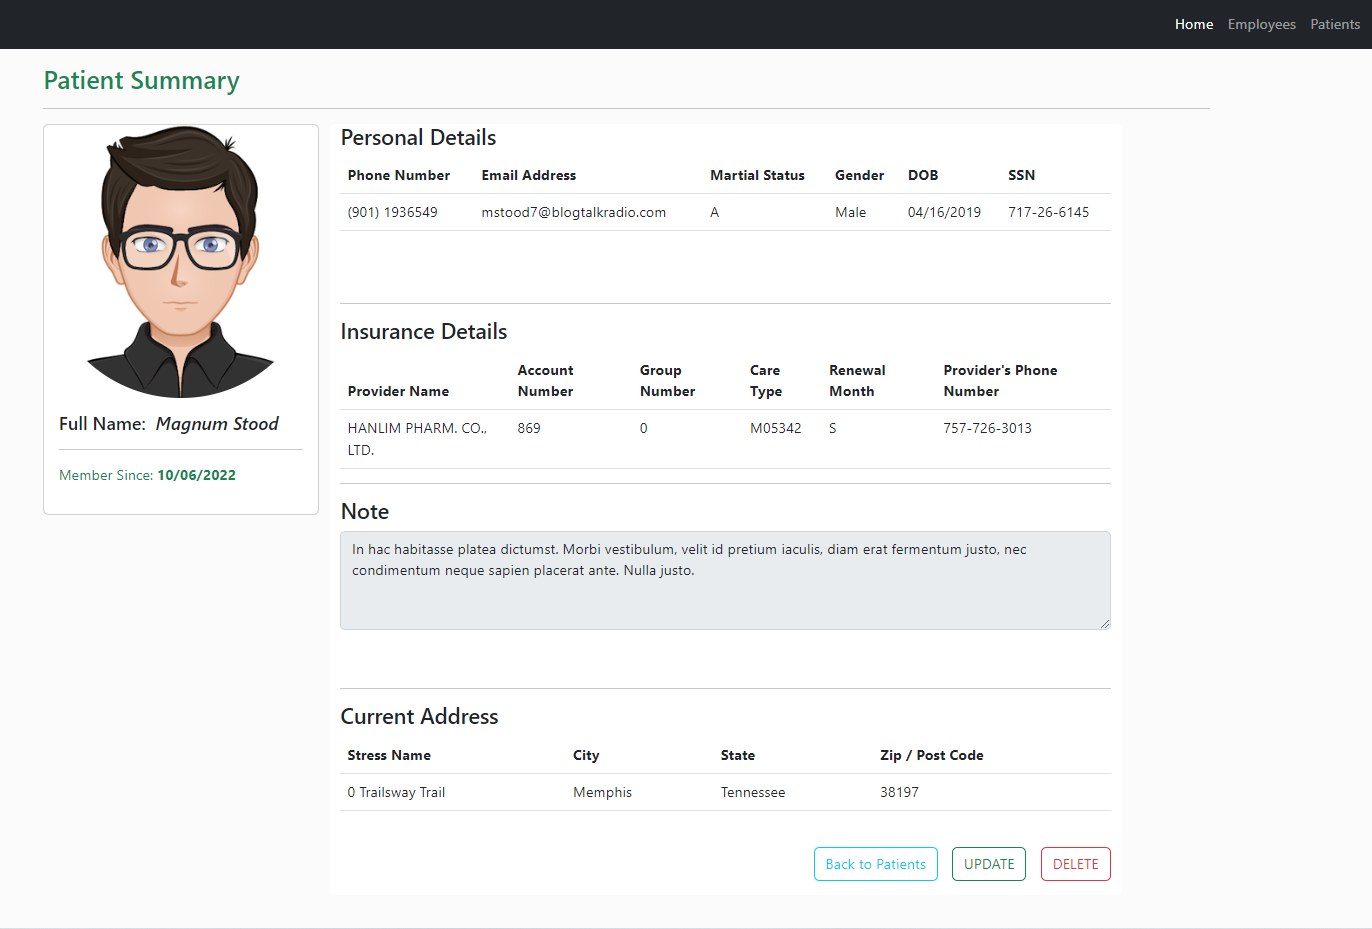 Home Employees Patients
Patient Summary
Full Name: Magnum Stood
Member Since: 10/06/2022
Personal Details
Phone Number Email Address Martial Status Gender DOB SSN
(901) 1936549 mstood7@blogtalkradio.com A Male 04/16/2019 717-26-6145
Insurance Details
Provider Name Account Number Group Number Care Type Renewal Month Provider's Phone Number
HANLIM PHARM. CO., LTD. 869 0 M05342 S 757-726-3013
Note
In hac habitasse platea dictumst. Morbi vestibulum, velit id pretium iaculis, diam erat fermentum justo, nec
condimentum neque sapien placerat ante. Nulla justo.
Current Address
Stress Name City State Zip / Post Code
0 Trailsway Trail Memphis Tennessee 38197
Back to Patients UPDATE DELETE